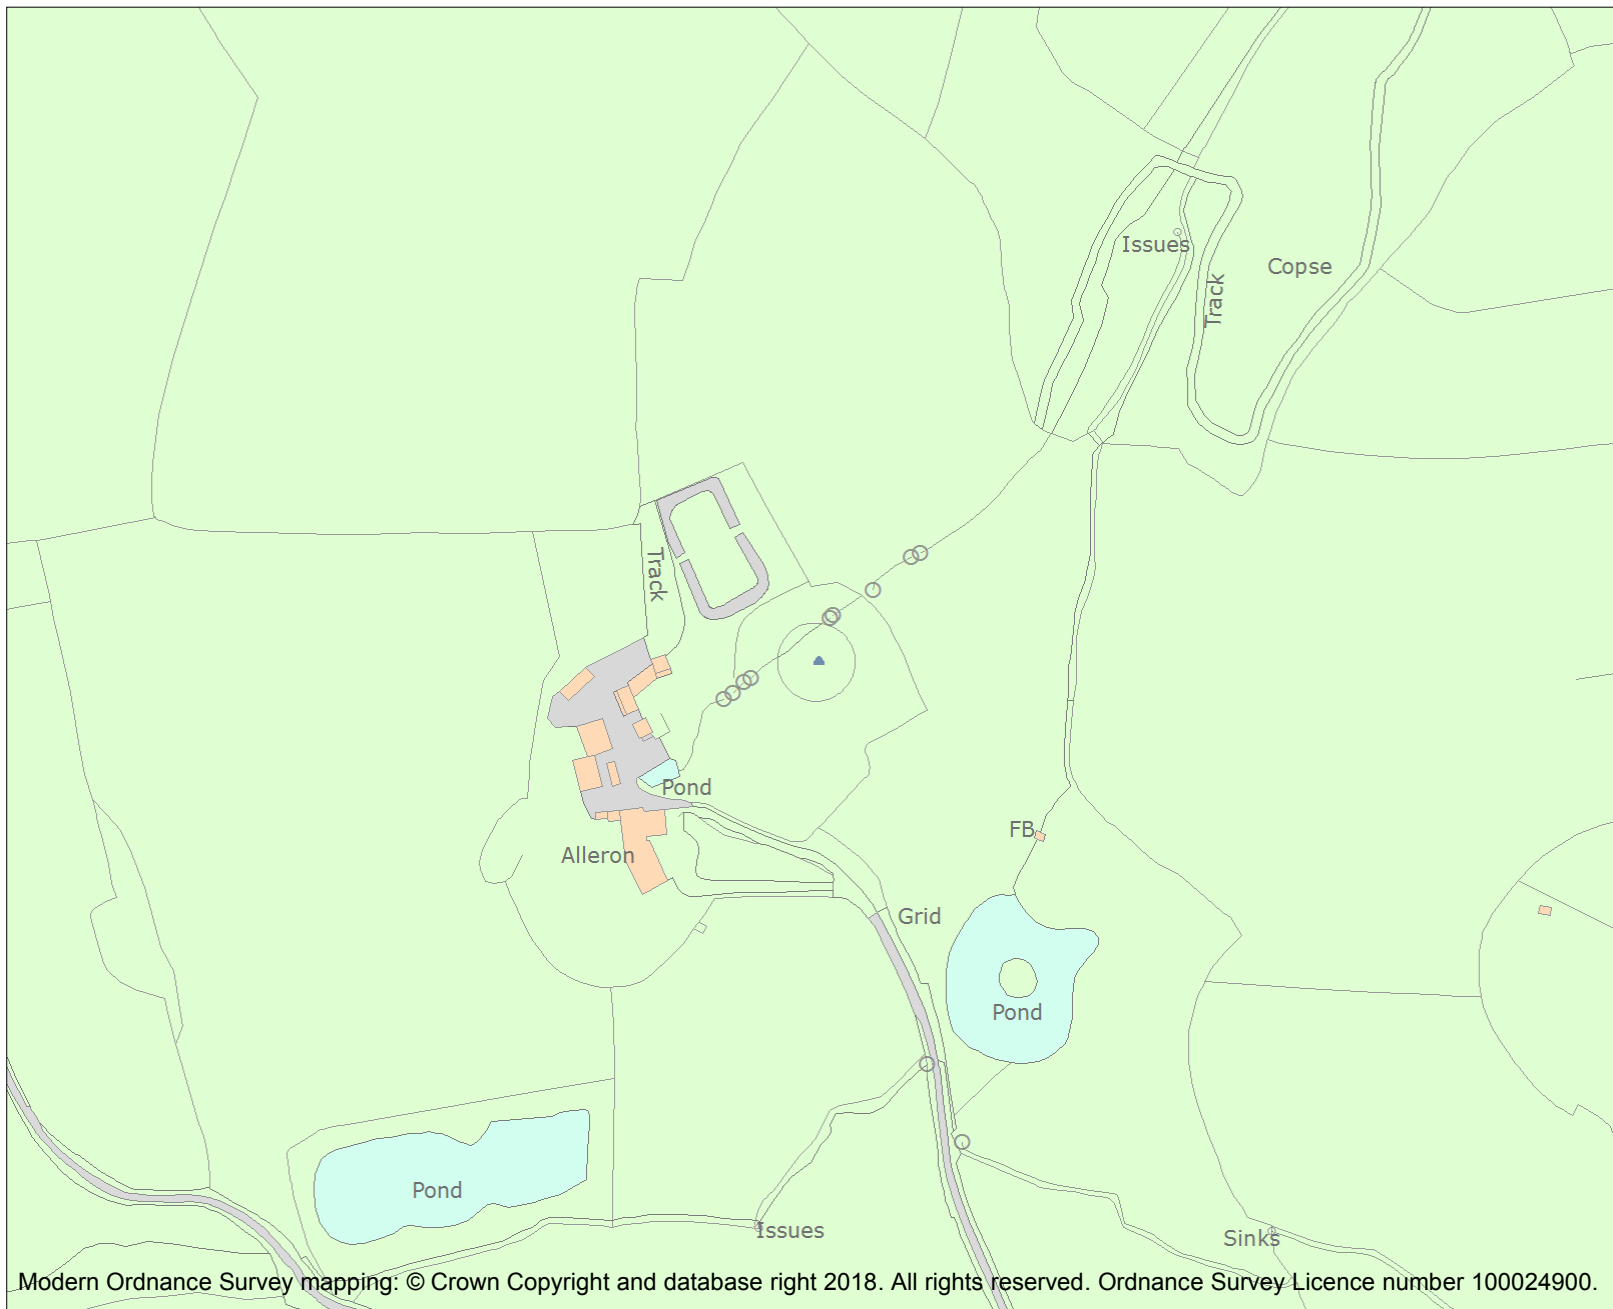 Issues
Copse
Track
Track
Pond
FB
Alleron
Grid
Pond
Pond
Issues
Sinks
Modern Ordnance Survey mapping: © Crown Copyright and database right 2018. All rights reserved. Ordnance Survey Licence number 100024900.